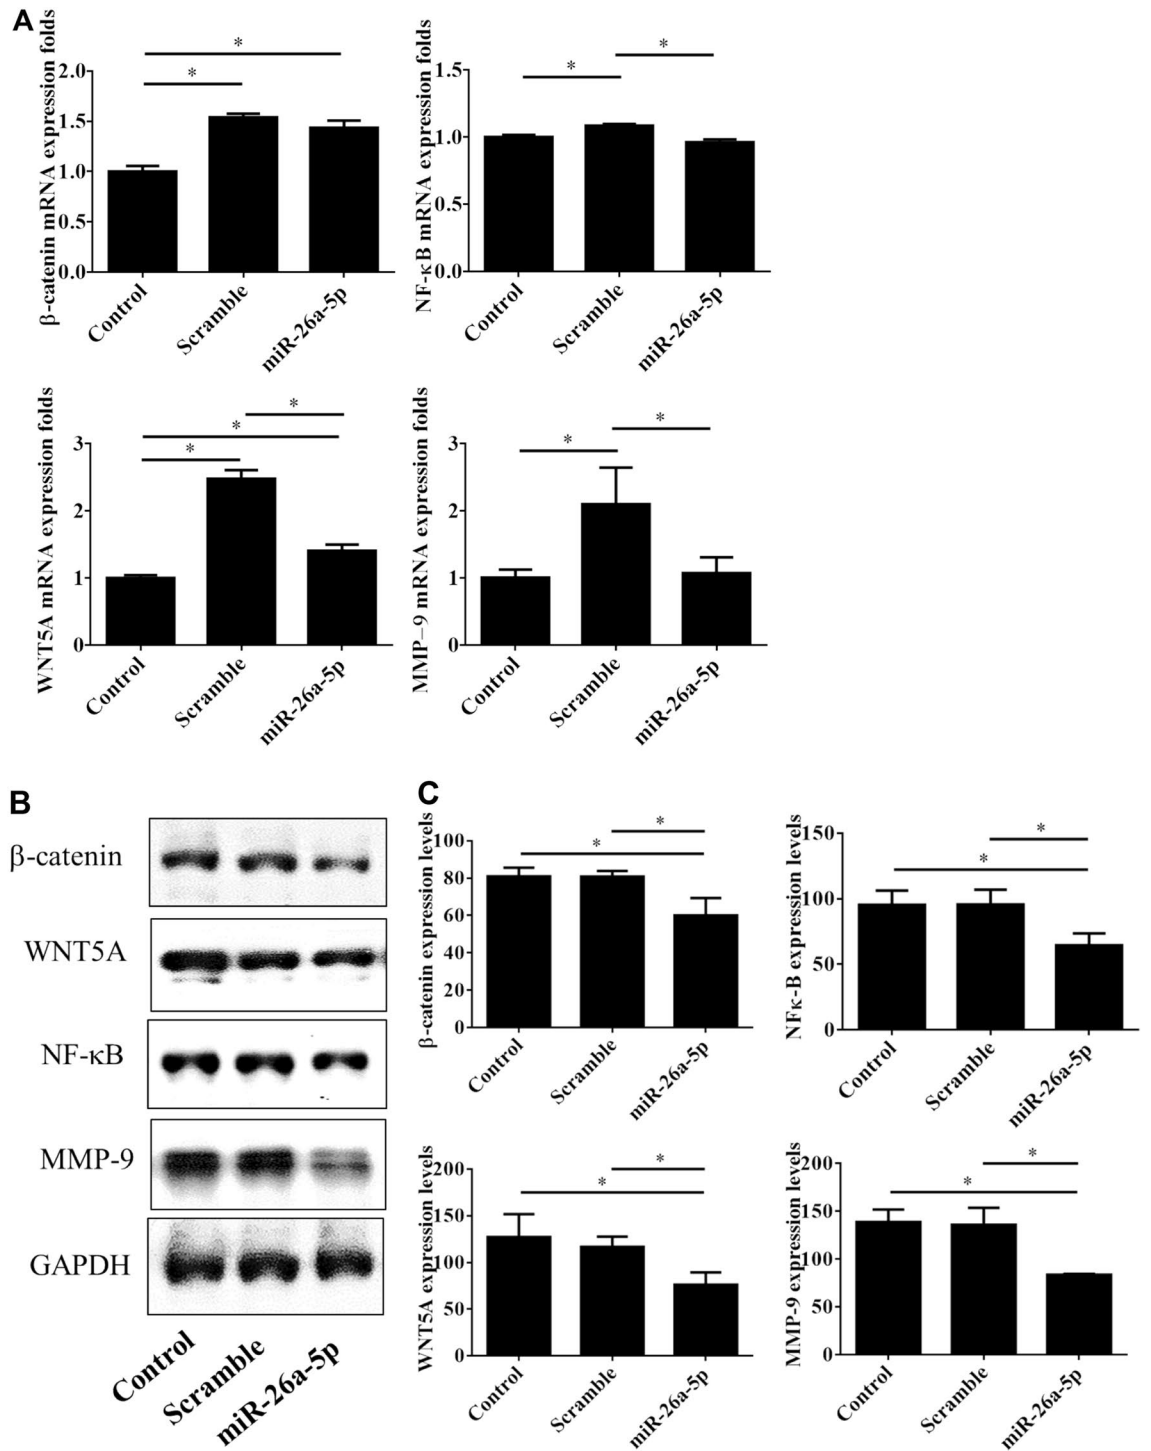 A
β-catenin mRNA expression folds
2.0
1.5
1.0
0.5
0.0
*
*
Control
Scramble
miR-26a-5p
NF-κB mRNA expression folds
1.5
1.0
0.5
0.0
*
*
Control
Scramble
miR-26a-5p
WNT5A mRNA expression folds
3
2
1
0
*
*
*
Control
Scramble
miR-26a-5p
MMP-9 mRNA expression folds
3
2
1
0
*
*
Control
Scramble
miR-26a-5p
B
β-catenin
WNT5A
NF-κB
MMP-9
GAPDH
Control
Scramble
miR-26a-5p
C
β-catenin expression levels
100
80
60
40
20
0
*
*
Control
Scramble
miR-26a-5p
NFκ-B expression levels
150
100
50
0
*
*
Control
Scramble
miR-26a-5p
WNT5A expression levels
200
150
100
50
0
*
*
Control
Scramble
miR-26a-5p
MMP-9 expression levels
200
150
100
50
0
*
*
Control
Scramble
miR-26a-5p